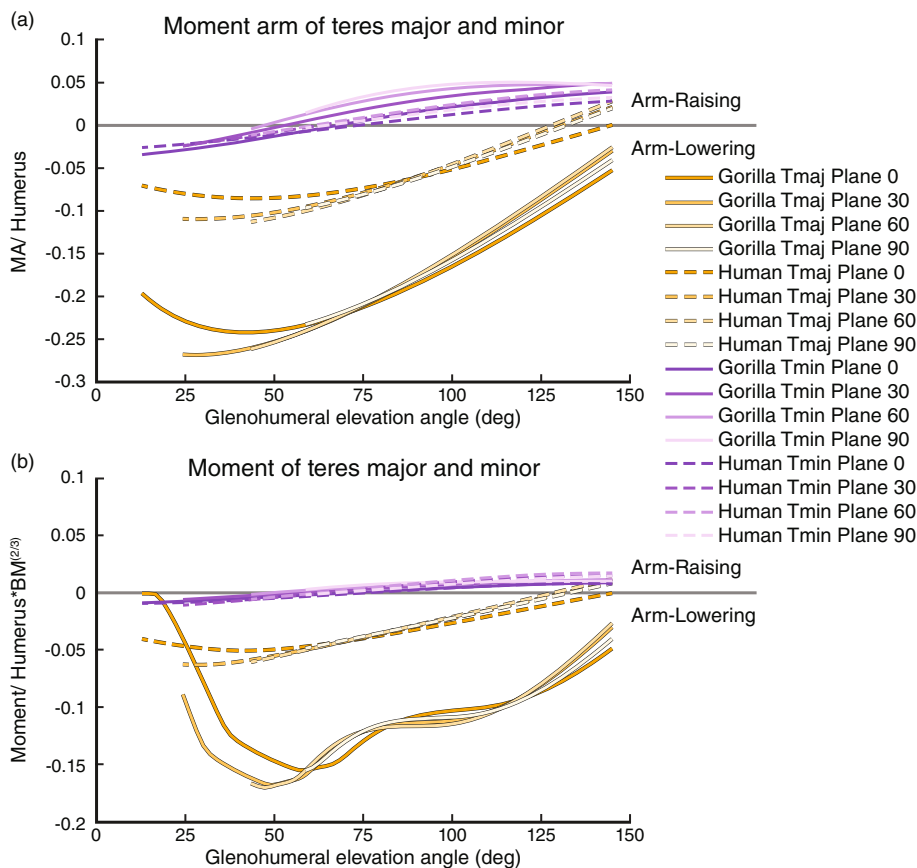 (a)
Moment arm of teres major and minor
0.1
0.05
0
-0.05
-0.1
-0.15
-0.2
-0.25
-0.3
MA/ Humerus
0 25 50 75 100 125 150
Glenohumeral elevation angle (deg)
Arm-Raising
Arm-Lowering
Gorilla Tmaj Plane 0
Gorilla Tmaj Plane 30
Gorilla Tmaj Plane 60
Gorilla Tmaj Plane 90
Human Tmaj Plane 0
Human Tmaj Plane 30
Human Tmaj Plane 60
Human Tmaj Plane 90
Gorilla Tmin Plane 0
Gorilla Tmin Plane 30
Gorilla Tmin Plane 60
Gorilla Tmin Plane 90
Human Tmin Plane 0
Human Tmin Plane 30
Human Tmin Plane 60
Human Tmin Plane 90
(b)
Moment of teres major and minor
0.1
0.05
0
-0.05
-0.1
-0.15
-0.2
Moment/ Humerus*BM(2/3)
0 25 50 75 100 125 150
Glenohumeral elevation angle (deg)
Arm-Raising
Arm-Lowering